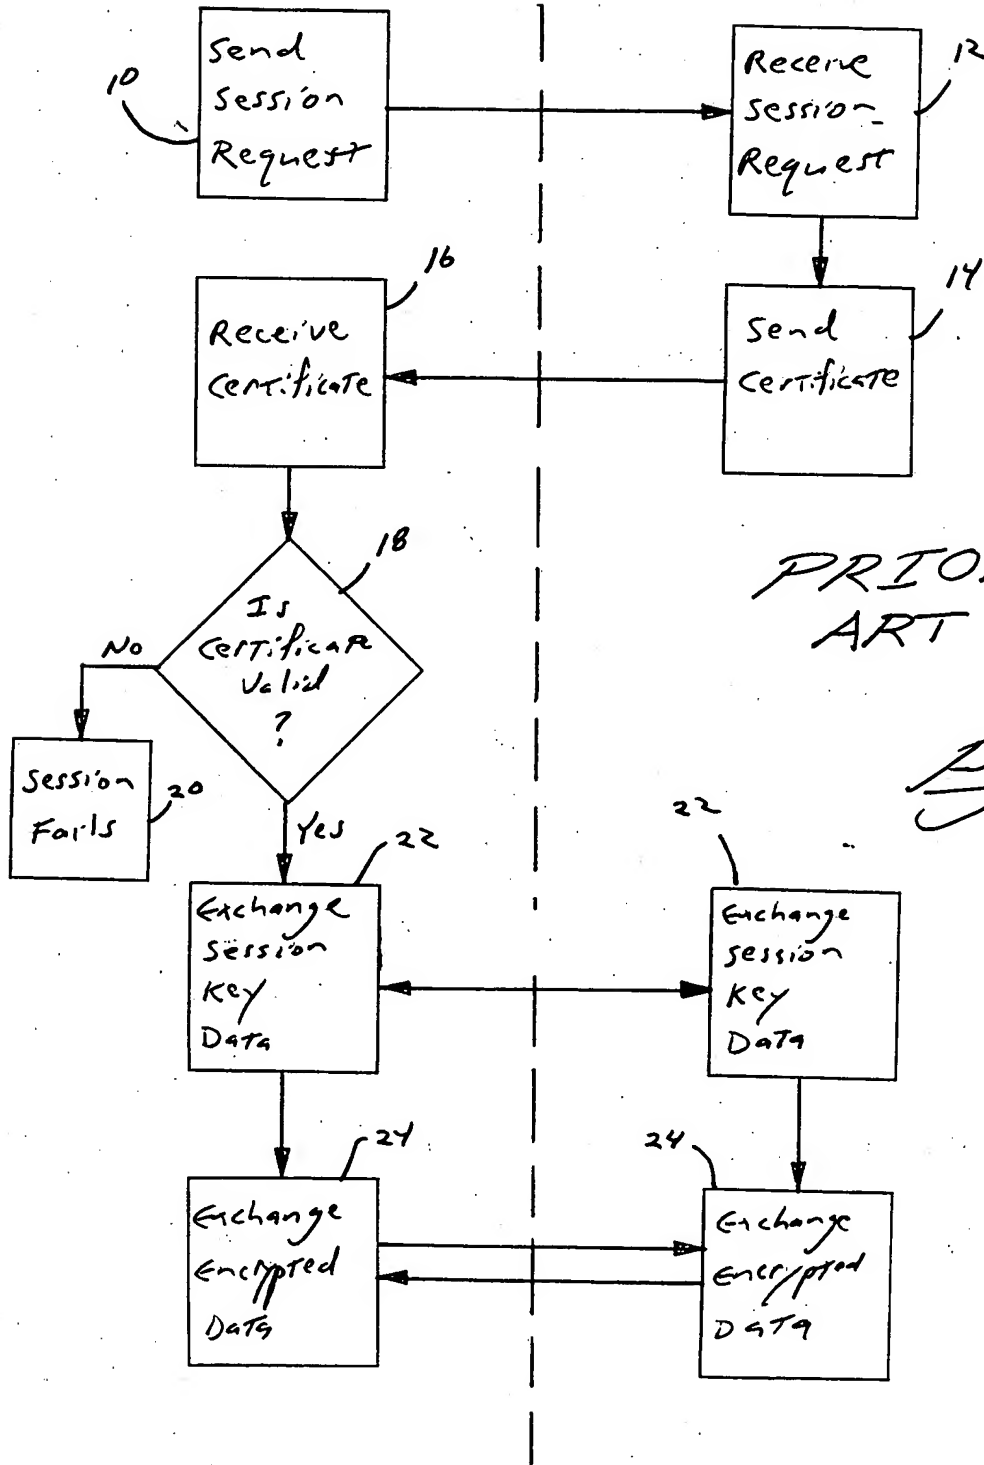 Send
Session
Request
10
Receive
Session
Request
12
16
Receive
Certificate
14
Send
Certificate
18
Is
Certificate
Valid
?
No
PRIOR
ART
Session
Fails
20
Yes
22
Exchange
Session
Key
Data
22
Exchange
Session
Key
Data
24
Exchange
Encrypted
Data
24
Exchange
Encrypted
Data